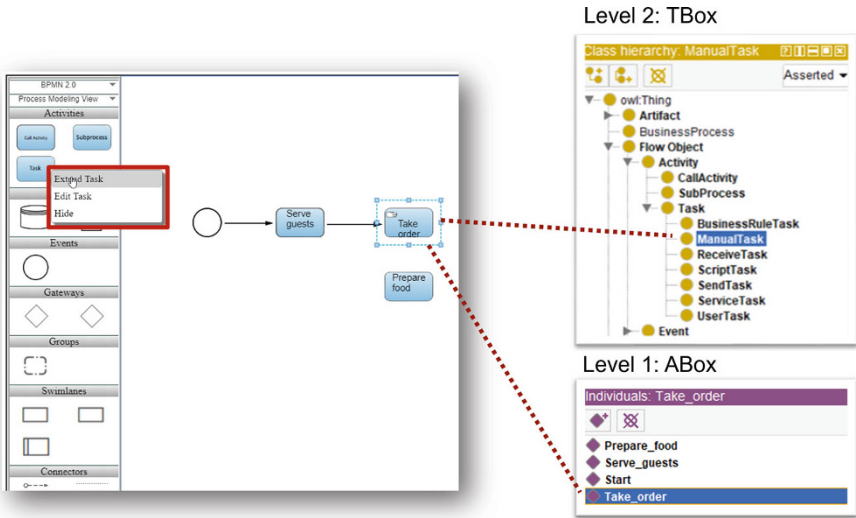 Level 2: TBox
BPMN 2.0
Process Modeling View
Activities
Call Activity
Subprocess
Task
Extend Task
Edit Task
Hide
Events
Gateways
Groups
Swimlanes
Connectors
Serve
guests
Take
order
Prepare
food
Class hierarchy: ManualTask
Asserted
owl:Thing
Artifact
BusinessProcess
Flow Object
Activity
CallActivity
SubProcess
Task
BusinessRuleTask
ManualTask
ReceiveTask
ScriptTask
SendTask
ServiceTask
UserTask
Event
Level 1: ABox
Individuals: Take_order
Prepare_food
Serve_guests
Start
Take_order